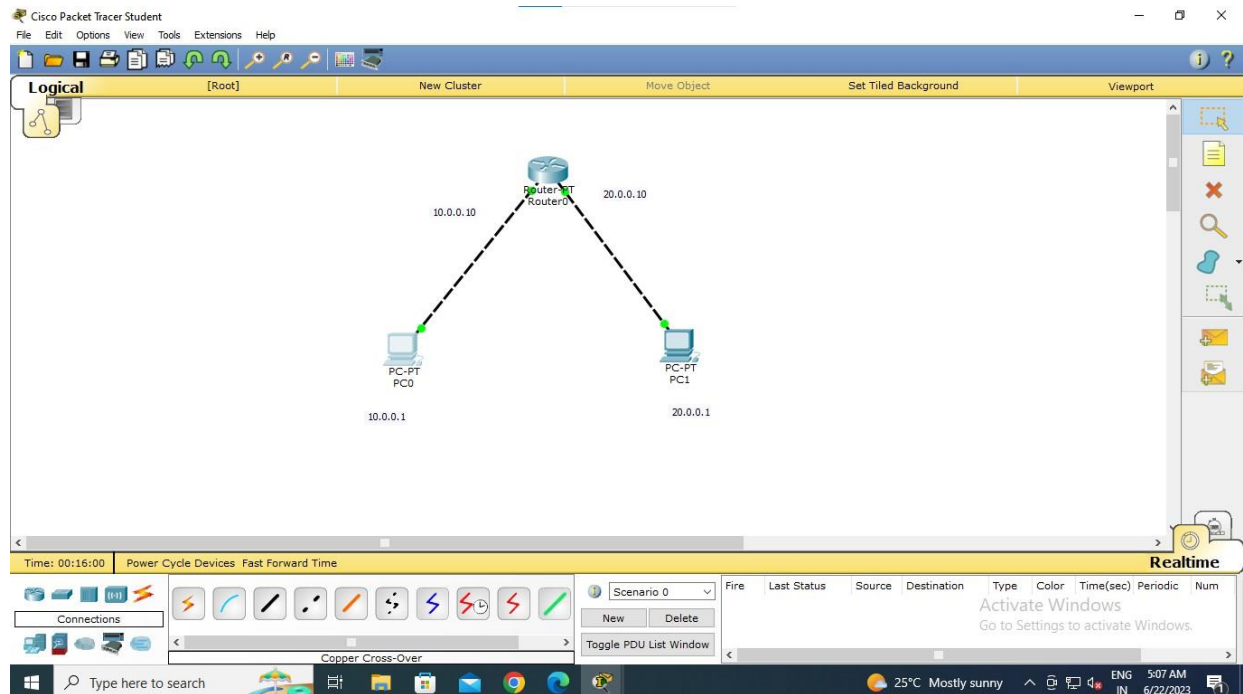 Cisco Packet Tracer Student
File Edit Options View Tools Extensions Help
Logical [Root] New Cluster Move Object Set Tiled Background Viewport
Router-PT
Router0
20.0.0.10
10.0.0.10
PC-PT
PC0
PC-PT
PC1
10.0.0.1
20.0.0.1
Time: 00:16:00 Power Cycle Devices Fast Forward Time Realtime
Connections
Copper Cross-Over
Scenario 0
New Delete
Toggle PDU List Window
Fire Last Status Source Destination Type Color Time(sec) Periodic Num
Activate Windows
Go to Settings to activate Windows.
Type here to search
25°C Mostly sunny
ENG
IN
5:07 AM
6/22/2023